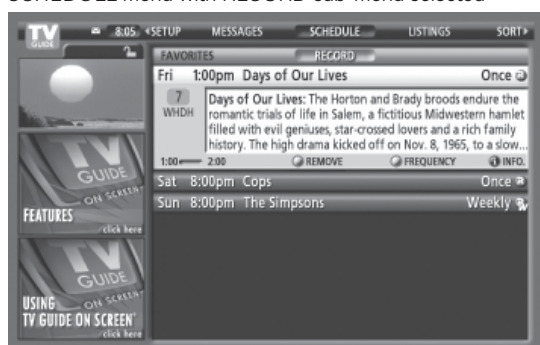 SCHEDULE menu with RECORD sub-menu selected
TV GUIDE 8:05 SETUP MESSAGES SCHEDULE LISTINGS SORT
FAVORITES RECORD
Fri 1:00pm Days of Our Lives Once
7
WHDH
Days of Our Lives: The Horton and Brady broods endure the
romantic trials of life in Salem, a fictitious Midwestern hamlet
filled with evil geniuses, star-crossed lovers and a rich family
history. The high drama kicked off on Nov. 8, 1965, to a slow...
1:00 2:00 REMOVE FREQUENCY INFO.
Sat 8:00pm Cops Once
Sun 8:00pm The Simpsons Weekly
TV
GUIDE
ON SCREEN
FEATURES
click here
TV
GUIDE
ON SCREEN
USING
TV GUIDE ON SCREEN
click here